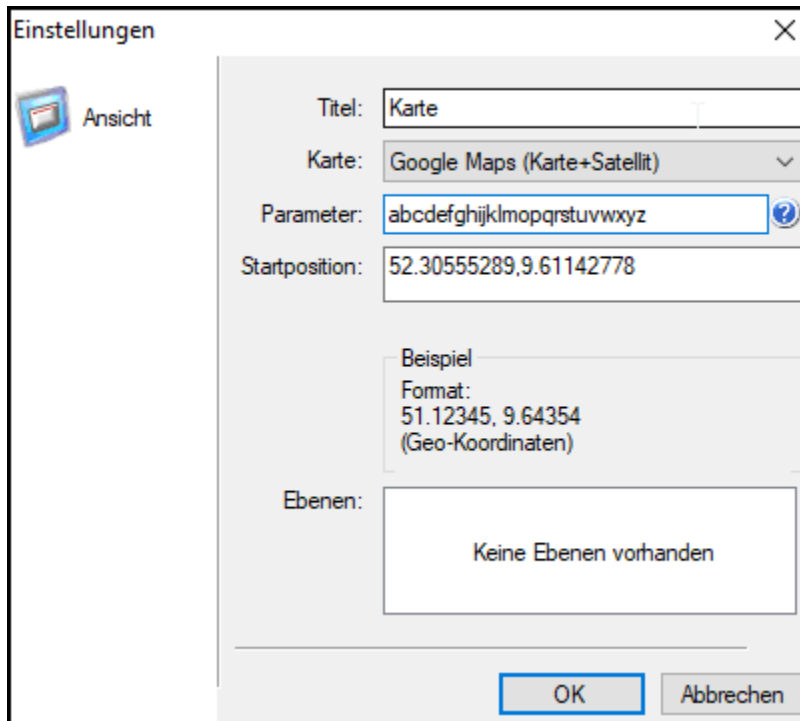 Einstellungen
Ansicht
Titel: Karte
Karte: Google Maps (Karte+Satellit)
Parameter: abcdefghijklmopqrstuvwxyz
Startposition: 52.30555289,9.61142778
Beispiel
Format:
51.12345, 9.64354
(Geo-Koordinaten)
Ebenen:
Keine Ebenen vorhanden
OK Abbrechen